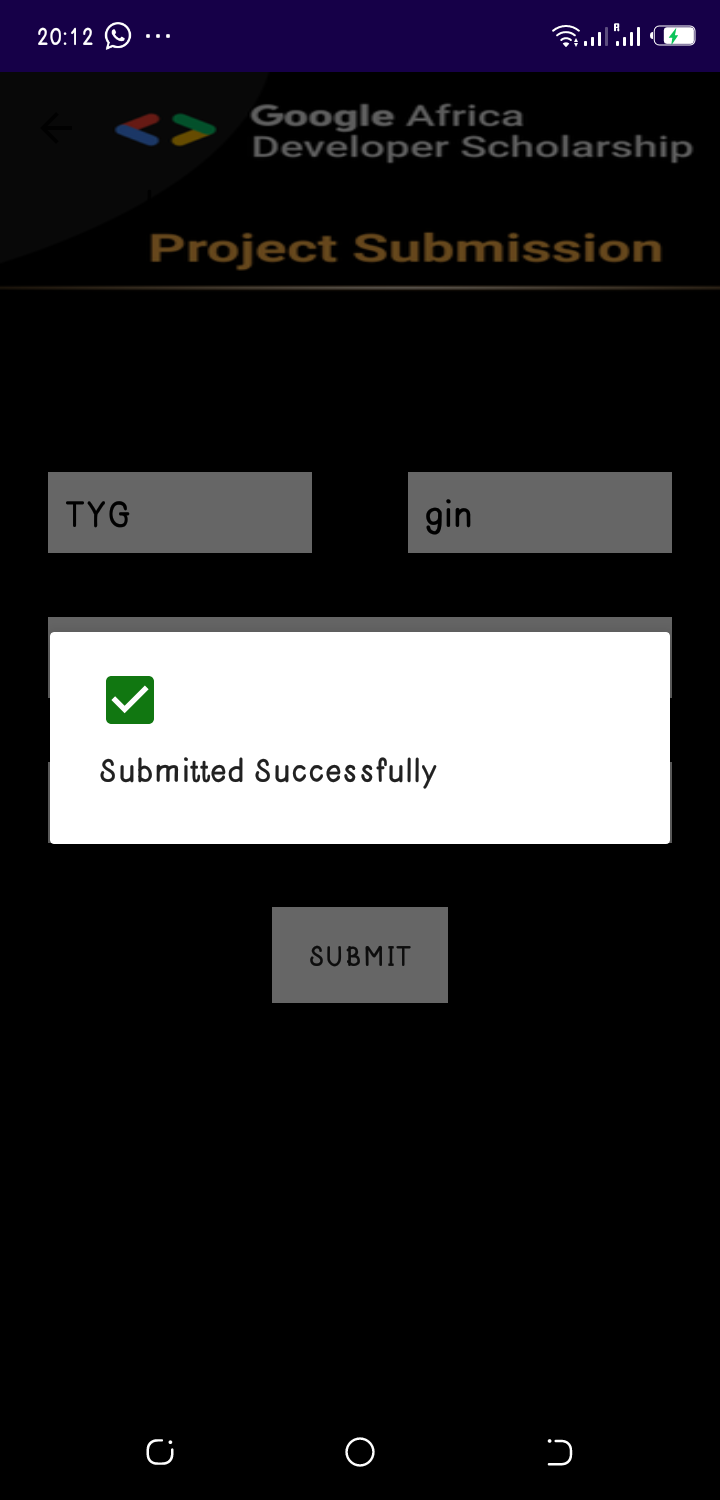 20:12
Google Africa
Developer Scholarship
Project Submission
TYG
gin
Submitted Successfully
SUBMIT